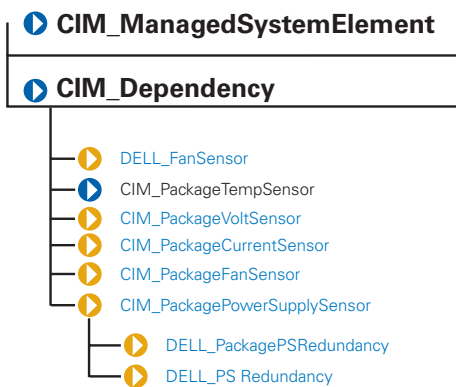 CIM_ManagedSystemElement
CIM_Dependency
DELL_FanSensor
CIM_PackageTempSensor
CIM_PackageVoltSensor
CIM_PackageCurrentSensor
CIM_PackageFanSensor
CIM_PackagePowerSupplySensor
DELL_PackagePSRedundancy
DELL_PS Redundancy